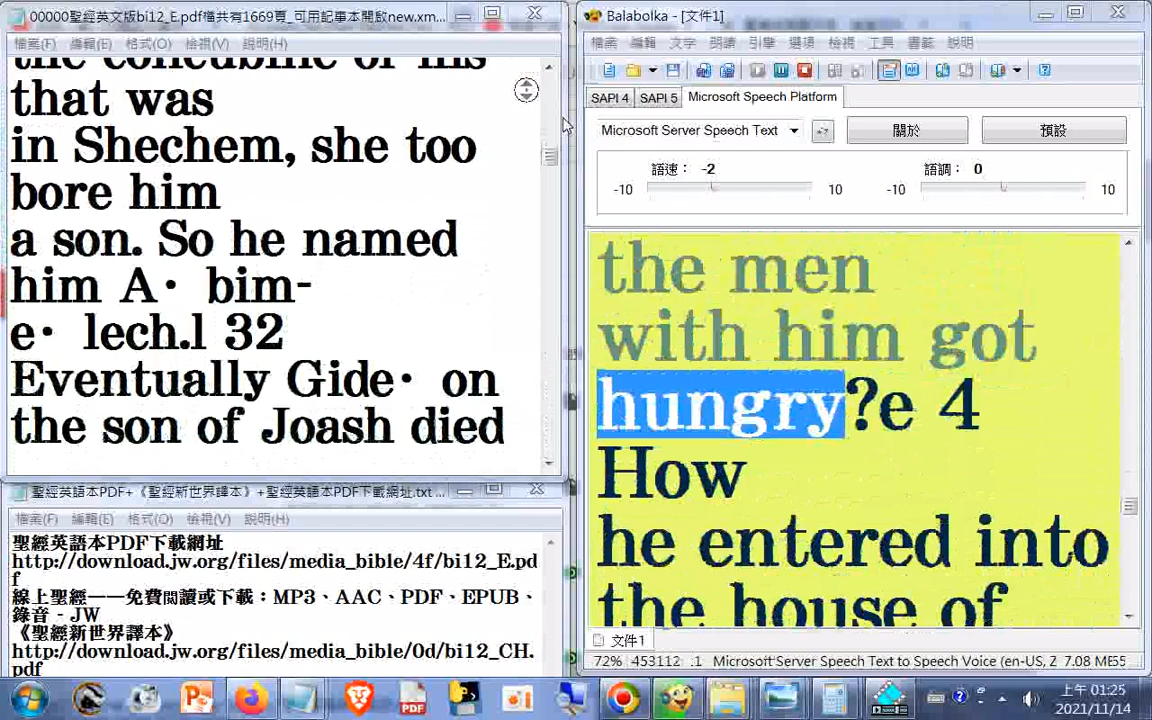 00000聖經英文版bi12_E.pdf檔共有1669頁_可用記事本開啟new.xm...
檔案(F) 編輯(E) 格式(O) 檢視(V) 說明(H)
the concubine of his
that was
in Shechem, she too
bore him
a son. So he named
him A· bim-
e· lech.l 32
Eventually Gide· on
the son of Joash died
聖經英語本PDF+《聖經新世界譯本》+聖經英語本PDF下載網址.txt ...
檔案(F) 編輯(E) 格式(O) 檢視(V) 說明(H)
聖經英語本PDF下載網址
http://download.jw.org/files/media_bible/4f/bi12_E.pd
f
線上聖經——免費閱讀或下載：MP3、AAC、PDF、EPUB、
錄音 - JW
《聖經新世界譯本》
http://download.jw.org/files/media_bible/0d/bi12_CH.
pdf
Balabolka - [文件1]
檔案 編輯 文字 朗讀 引擎 選項 檢視 工具 書籤 說明
SAPI 4 SAPI 5 Microsoft Speech Platform
Microsoft Server Speech Text 關於 預設
語速： -2 語調： 0
-10 10 -10 10
the men
with him got
hungry?e 4
How
he entered into
the house of
文件1
72% 453112 :1 Microsoft Server Speech Text to Speech Voice (en-US, Z 7.08 ME55
PDF
上午 01:25
2021/11/14